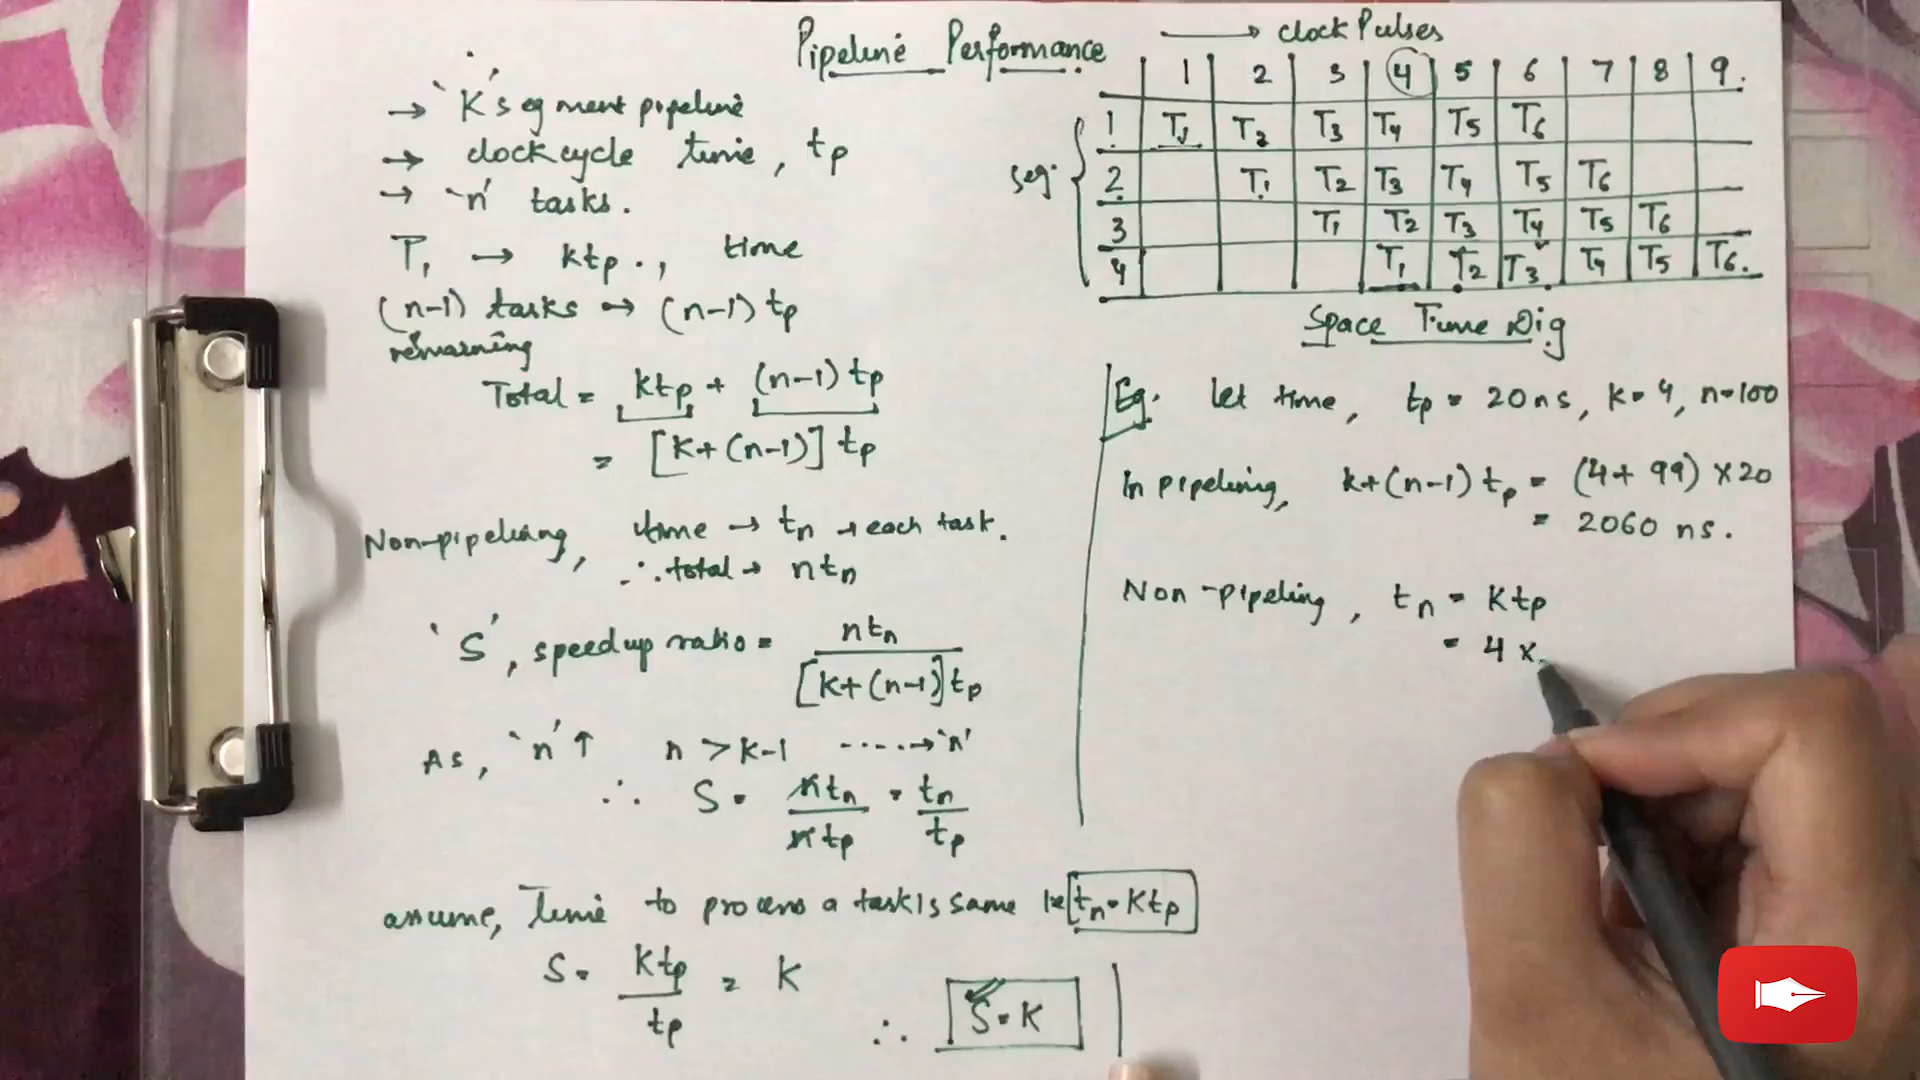 Pipeline Performance
→ 'K' segment pipeline
→ clockcycle time, tp
→ 'n' tasks.
T1 → ktp., time
(n-1) tasks → (n-1) tp
remaining
Total = ktp + (n-1) tp
= [k+(n-1)] tp
Non-pipelining, time → tn → each task.
∴ total → ntn
'S', speedup ratio = ntn / [k+(n-1)]tp
As, 'n' ↑ n > k-1 ----→ 'n'
∴ S = ntn / ntp = tn / tp
assume, Time to process a task is same ie tn = Ktp
S = Ktp / tp = K
∴ S = K
→ clock Pulses
1 2 3 4 5 6 7 8 9.
seg.
1 T1 T2 T3 T4 T5 T6
2 T1 T2 T3 T4 T5 T6
3 T1 T2 T3 T4 T5 T6
4 T1 T2 T3 T4 T5 T6.
Space Time Dig
Eg. let time, tp = 20ns, k=4, n=100
In pipelining, k+(n-1) tp = (4+ 99) ×20
= 2060 ns.
Non-pipeling, tn = Ktp
= 4 ×